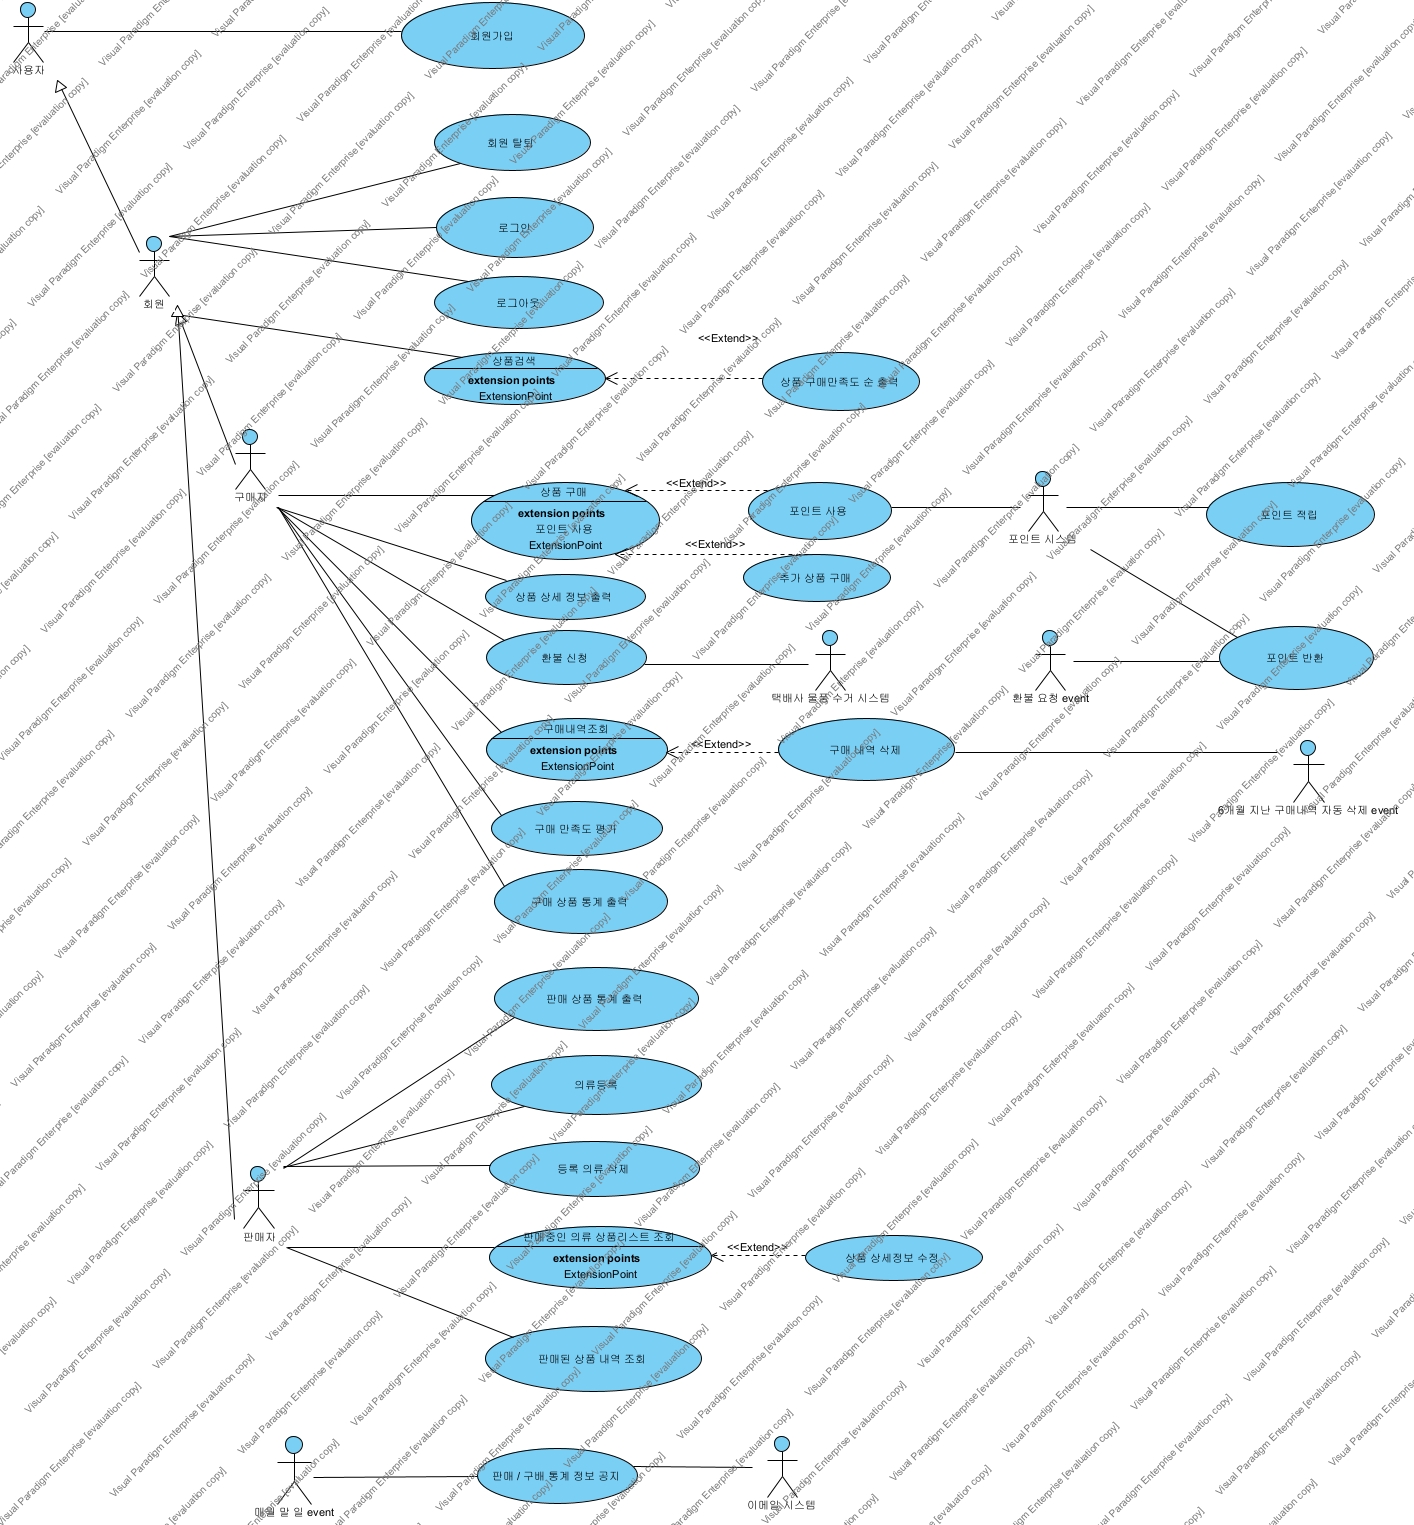 사용자
회원가입
회원 탈퇴
로그인
회원
로그아웃
<<Extend>>
상품검색
extension points
ExtensionPoint
상품 구매만족도 순 출력
구매자
상품 구매
extension points
포인트 사용
ExtensionPoint
<<Extend>>
포인트 사용
포인트 시스템
포인트 적립
<<Extend>>
추가 상품 구매
상품 상세 정보 출력
환불 신청
택배사 물품 수거 시스템
환불 요청 event
포인트 반환
구매내역조회
extension points
ExtensionPoint
<<Extend>>
구매 내역 삭제
6개월 지난 구매내역 자동 삭제 event
구매 만족도 평가
구매 상품 통계 출력
판매 상품 통계 출력
의류등록
등록 의류 삭제
판매자
판매중인 의류 상품리스트 조회
extension points
ExtensionPoint
<<Extend>>
상품 상세정보 수정
판매된 상품 내역 조회
매월 말 일 event
판매 / 구배 통계 정보 공지
이메일 시스템
Visual Paradigm Enterprise [evaluation copy]